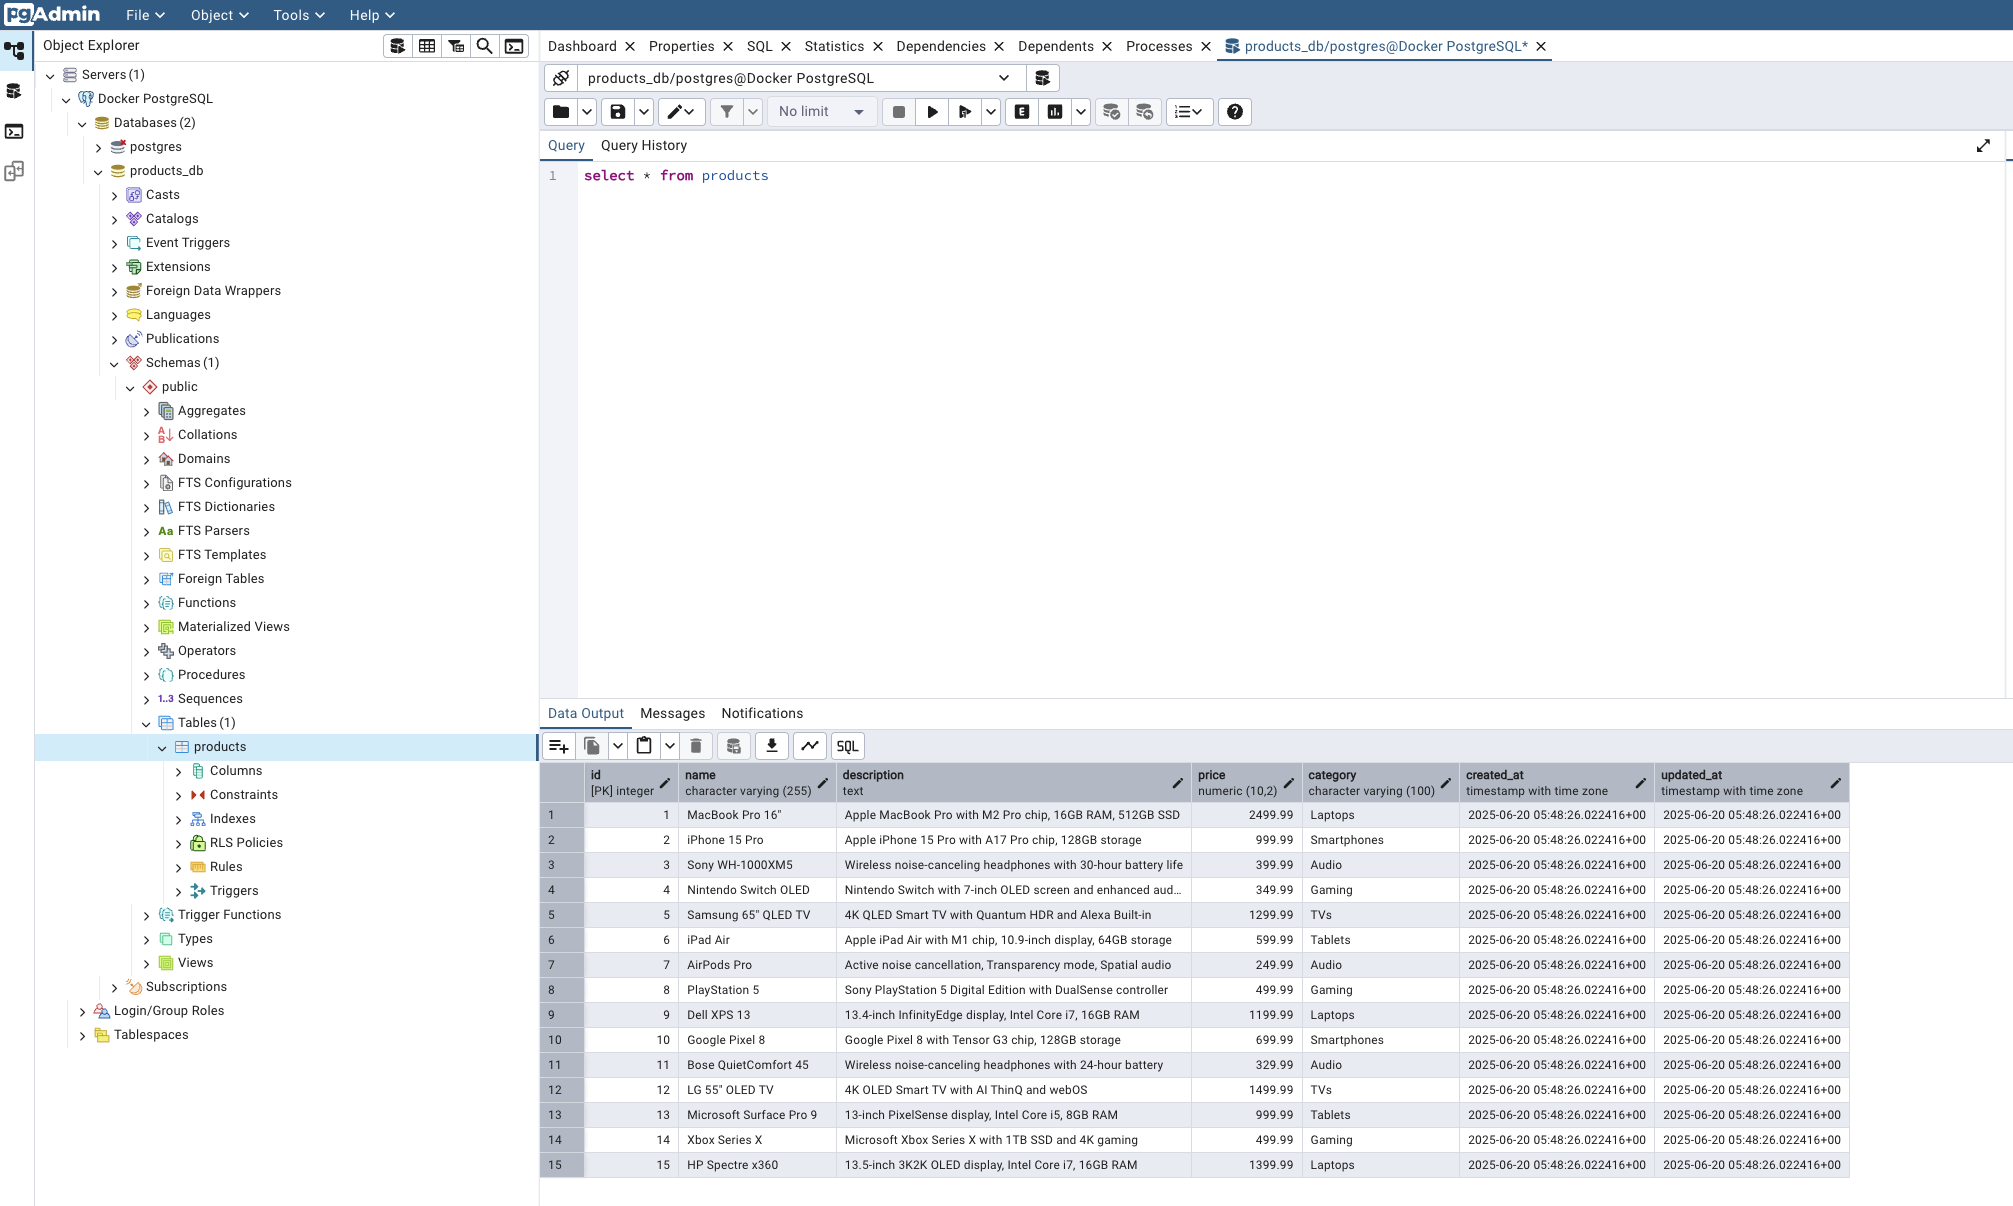 pgAdmin File Object Tools Help
Object Explorer
Dashboard Properties SQL Statistics Dependencies Dependents Processes products_db/postgres@Docker PostgreSQL*
products_db/postgres@Docker PostgreSQL
No limit
E
Query Query History
1 select * from products
Servers (1)
Docker PostgreSQL
Databases (2)
postgres
products_db
Casts
Catalogs
Event Triggers
Extensions
Foreign Data Wrappers
Languages
Publications
Schemas (1)
public
Aggregates
Collations
Domains
FTS Configurations
FTS Dictionaries
Aa FTS Parsers
FTS Templates
Foreign Tables
Functions
Materialized Views
Operators
Procedures
1..3 Sequences
Tables (1)
products
Columns
Constraints
Indexes
RLS Policies
Rules
Triggers
Trigger Functions
Types
Views
Subscriptions
Login/Group Roles
Tablespaces
Data Output Messages Notifications
SQL
id name description price category created_at updated_at
[PK] integer character varying (255) text numeric (10,2) character varying (100) timestamp with time zone timestamp with time zone
1 1 MacBook Pro 16" Apple MacBook Pro with M2 Pro chip, 16GB RAM, 512GB SSD 2499.99 Laptops 2025-06-20 05:48:26.022416+00 2025-06-20 05:48:26.022416+00
2 2 iPhone 15 Pro Apple iPhone 15 Pro with A17 Pro chip, 128GB storage 999.99 Smartphones 2025-06-20 05:48:26.022416+00 2025-06-20 05:48:26.022416+00
3 3 Sony WH-1000XM5 Wireless noise-canceling headphones with 30-hour battery life 399.99 Audio 2025-06-20 05:48:26.022416+00 2025-06-20 05:48:26.022416+00
4 4 Nintendo Switch OLED Nintendo Switch with 7-inch OLED screen and enhanced aud... 349.99 Gaming 2025-06-20 05:48:26.022416+00 2025-06-20 05:48:26.022416+00
5 5 Samsung 65" QLED TV 4K QLED Smart TV with Quantum HDR and Alexa Built-in 1299.99 TVs 2025-06-20 05:48:26.022416+00 2025-06-20 05:48:26.022416+00
6 6 iPad Air Apple iPad Air with M1 chip, 10.9-inch display, 64GB storage 599.99 Tablets 2025-06-20 05:48:26.022416+00 2025-06-20 05:48:26.022416+00
7 7 AirPods Pro Active noise cancellation, Transparency mode, Spatial audio 249.99 Audio 2025-06-20 05:48:26.022416+00 2025-06-20 05:48:26.022416+00
8 8 PlayStation 5 Sony PlayStation 5 Digital Edition with DualSense controller 499.99 Gaming 2025-06-20 05:48:26.022416+00 2025-06-20 05:48:26.022416+00
9 9 Dell XPS 13 13.4-inch InfinityEdge display, Intel Core i7, 16GB RAM 1199.99 Laptops 2025-06-20 05:48:26.022416+00 2025-06-20 05:48:26.022416+00
10 10 Google Pixel 8 Google Pixel 8 with Tensor G3 chip, 128GB storage 699.99 Smartphones 2025-06-20 05:48:26.022416+00 2025-06-20 05:48:26.022416+00
11 11 Bose QuietComfort 45 Wireless noise-canceling headphones with 24-hour battery 329.99 Audio 2025-06-20 05:48:26.022416+00 2025-06-20 05:48:26.022416+00
12 12 LG 55" OLED TV 4K OLED Smart TV with AI ThinQ and webOS 1499.99 TVs 2025-06-20 05:48:26.022416+00 2025-06-20 05:48:26.022416+00
13 13 Microsoft Surface Pro 9 13-inch PixelSense display, Intel Core i5, 8GB RAM 999.99 Tablets 2025-06-20 05:48:26.022416+00 2025-06-20 05:48:26.022416+00
14 14 Xbox Series X Microsoft Xbox Series X with 1TB SSD and 4K gaming 499.99 Gaming 2025-06-20 05:48:26.022416+00 2025-06-20 05:48:26.022416+00
15 15 HP Spectre x360 13.5-inch 3K2K OLED display, Intel Core i7, 16GB RAM 1399.99 Laptops 2025-06-20 05:48:26.022416+00 2025-06-20 05:48:26.022416+00